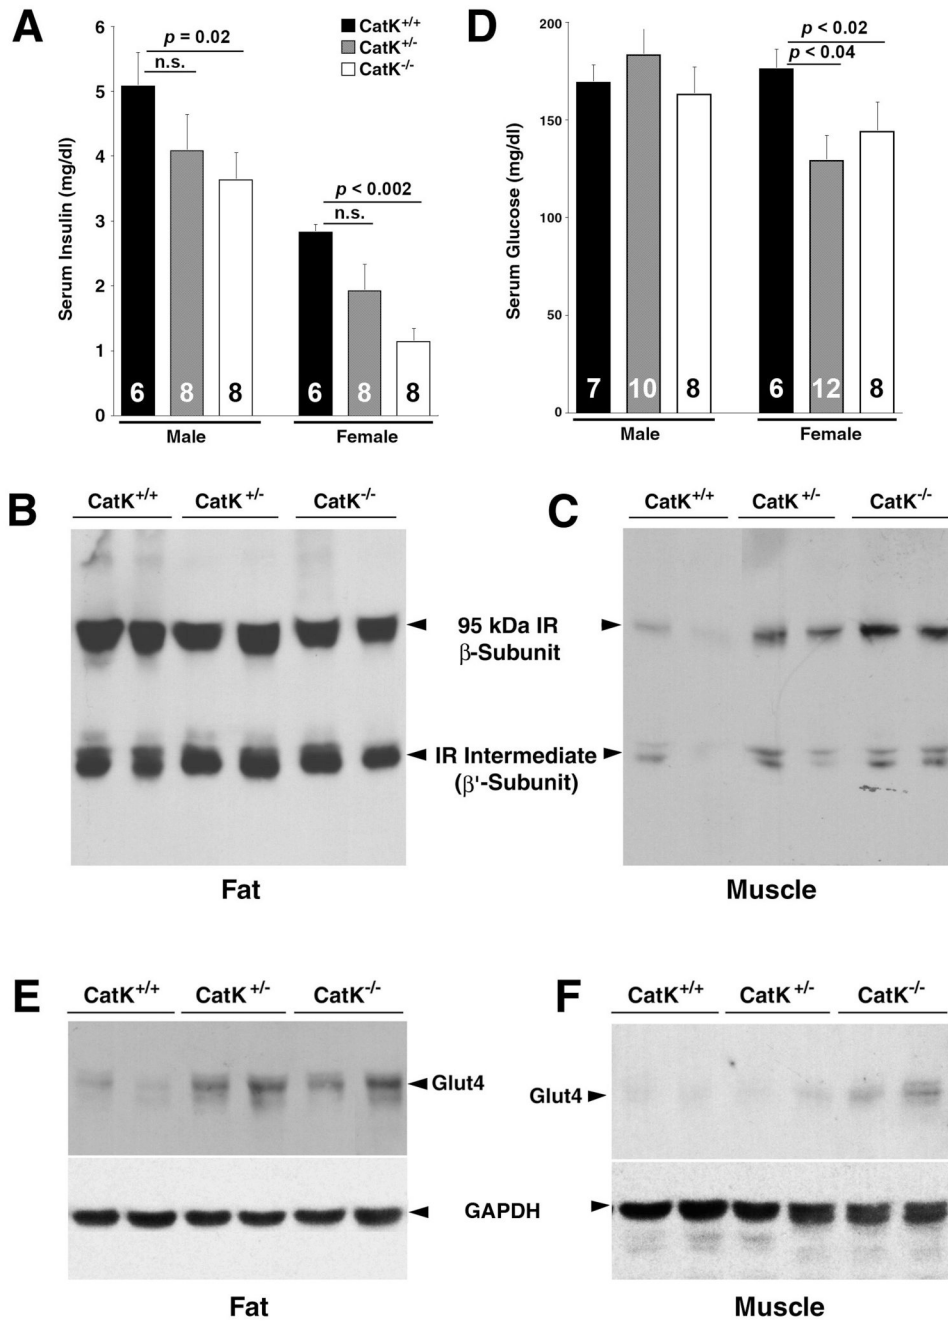 A
6
5
4
3
2
1
0
Serum Insulin (mg/dl)
p = 0.02
n.s.
p < 0.002
n.s.
CatK+/+
CatK+/-
CatK-/-
6
8
8
6
8
8
Male
Female
D
200
150
100
50
0
Serum Glucose (mg/dl)
p < 0.02
p < 0.04
7
10
8
6
12
8
Male
Female
B
CatK+/+
CatK+/-
CatK-/-
95 kDa IR
β-Subunit
IR Intermediate
(β'-Subunit)
Fat
C
CatK+/+
CatK+/-
CatK-/-
Muscle
E
CatK+/+
CatK+/-
CatK-/-
Glut4
GAPDH
Fat
F
CatK+/+
CatK+/-
CatK-/-
Glut4
Muscle